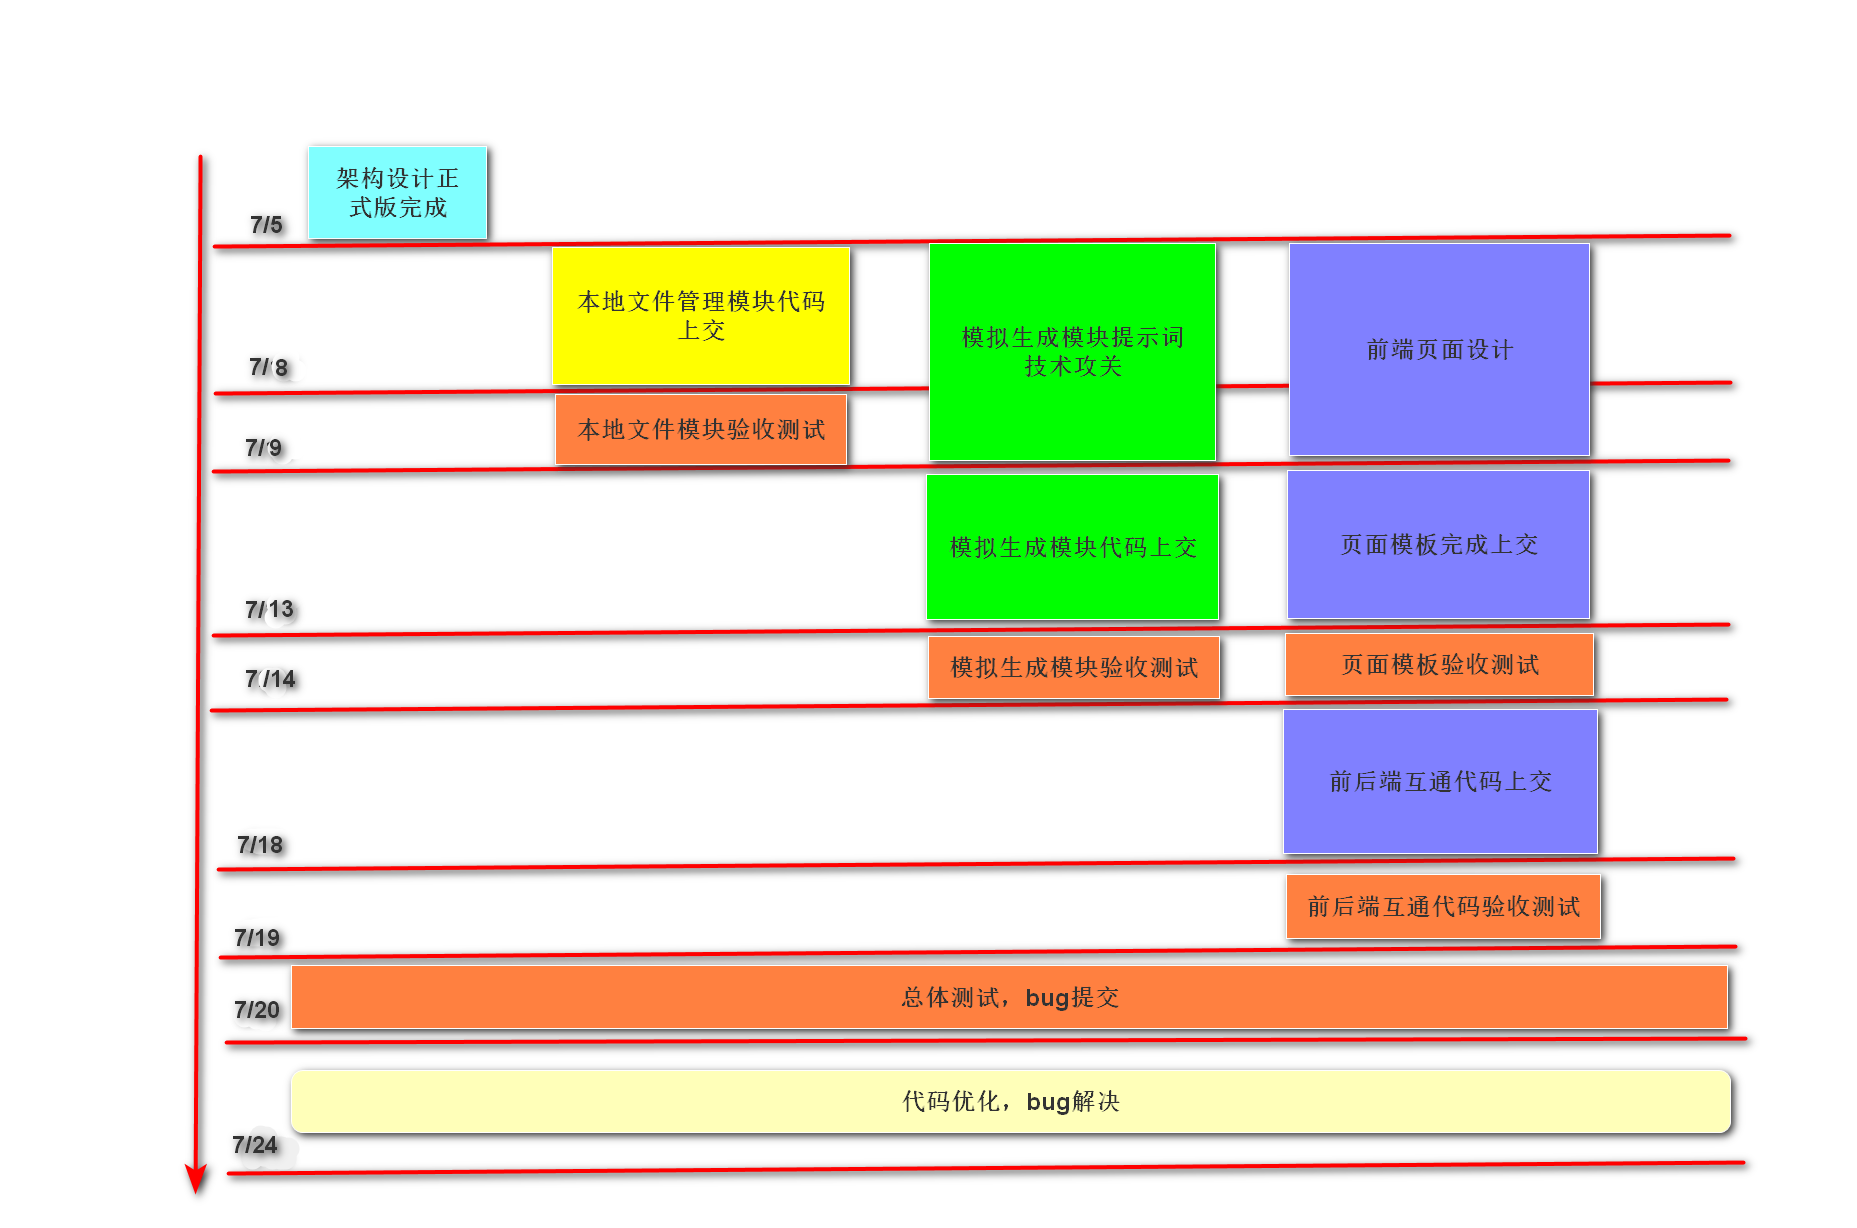 架构设计正
式版完成
7/5
本地文件管理模块代码
上交
模拟生成模块提示词
技术攻关
前端页面设计
7/8
本地文件模块验收测试
7/9
模拟生成模块代码上交
页面模板完成上交
7/13
模拟生成模块验收测试
页面模板验收测试
7/14
前后端互通代码上交
7/18
前后端互通代码验收测试
7/19
总体测试，bug提交
7/20
代码优化，bug解决
7/24